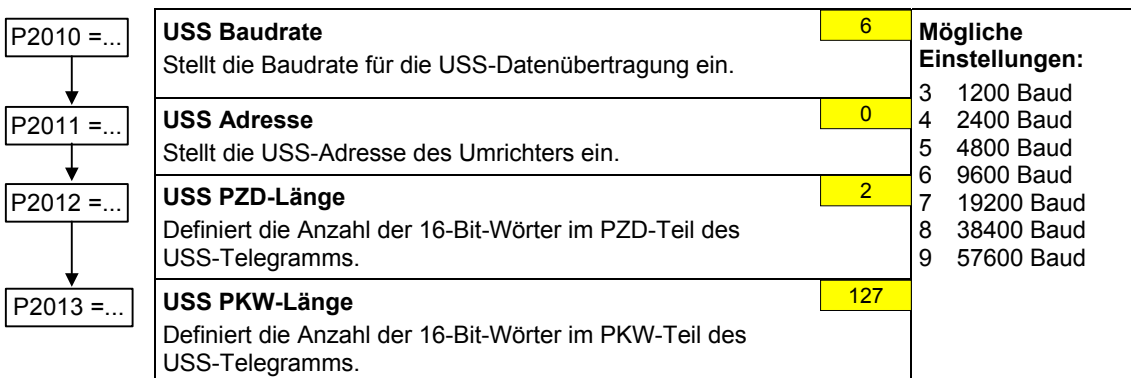 P2010 =...
USS Baudrate
6
Stellt die Baudrate für die USS-Datenübertragung ein.
P2011 =...
USS Adresse
0
Stellt die USS-Adresse des Umrichters ein.
P2012 =...
USS PZD-Länge
2
Definiert die Anzahl der 16-Bit-Wörter im PZD-Teil des
USS-Telegramms.
P2013 =...
USS PKW-Länge
127
Definiert die Anzahl der 16-Bit-Wörter im PKW-Teil des
USS-Telegramms.
Mögliche
Einstellungen:
3 1200 Baud
4 2400 Baud
5 4800 Baud
6 9600 Baud
7 19200 Baud
8 38400 Baud
9 57600 Baud